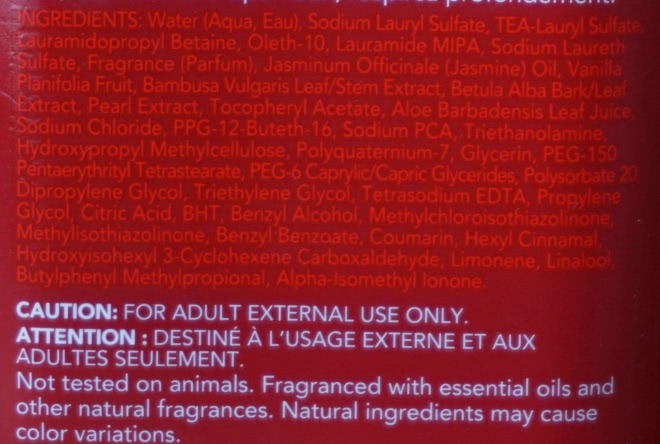 profondément.
INGREDIENTS: Water (Aqua, Eau), Sodium Lauryl Sulfate, TEA-Lauryl Sulfate,
Lauramidopropyl Betaine, Oleth-10, Lauramide MIPA, Sodium Laureth
Sulfate, Fragrance (Parfum), Jasminum Officinale (Jasmine) Oil, Vanilla
Planifolia Fruit, Bambusa Vulgaris Leaf/Stem Extract, Betula Alba Bark/Leaf
Extract, Pearl Extract, Tocopheryl Acetate, Aloe Barbadensis Leaf Juice,
Sodium Chloride, PPG-12-Buteth-16, Sodium PCA, Triethanolamine,
Hydroxypropyl Methylcellulose, Polyquaternium-7, Glycerin, PEG-150
Pentaerythrityl Tetrastearate, PEG-6 Caprylic/Capric Glycerides, Polysorbate 20,
Dipropylene Glycol, Triethylene Glycol, Tetrasodium EDTA, Propylene
Glycol, Citric Acid, BHT, Benzyl Alcohol, Methylchloroisothiazolinone,
Methylisothiazolinone, Benzyl Benzoate, Coumarin, Hexyl Cinnamal,
Hydroxyisohexyl 3-Cyclohexene Carboxaldehyde, Limonene, Linalool,
Butylphenyl Methylpropional, Alpha-Isomethyl Ionone.
CAUTION: FOR ADULT EXTERNAL USE ONLY.
ATTENTION : DESTINÉ À L'USAGE EXTERNE ET AUX
ADULTES SEULEMENT.
Not tested on animals. Fragranced with essential oils and
other natural fragrances. Natural ingredients may cause
color variations.